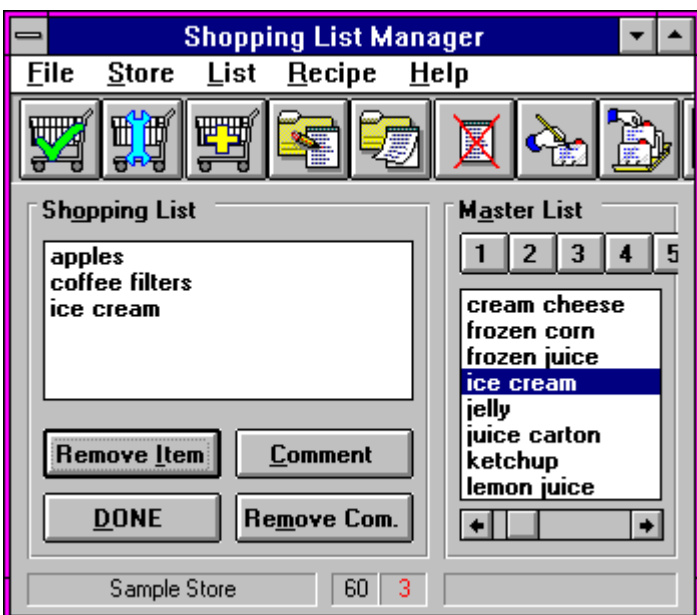 Shopping List Manager
File Store List Recipe Help
Shopping List
apples
coffee filters
ice cream
Remove Item Comment
DONE Remove Com.
Master List
1 2 3 4 5
cream cheese
frozen corn
frozen juice
ice cream
jelly
juice carton
ketchup
lemon juice
Sample Store 60 3